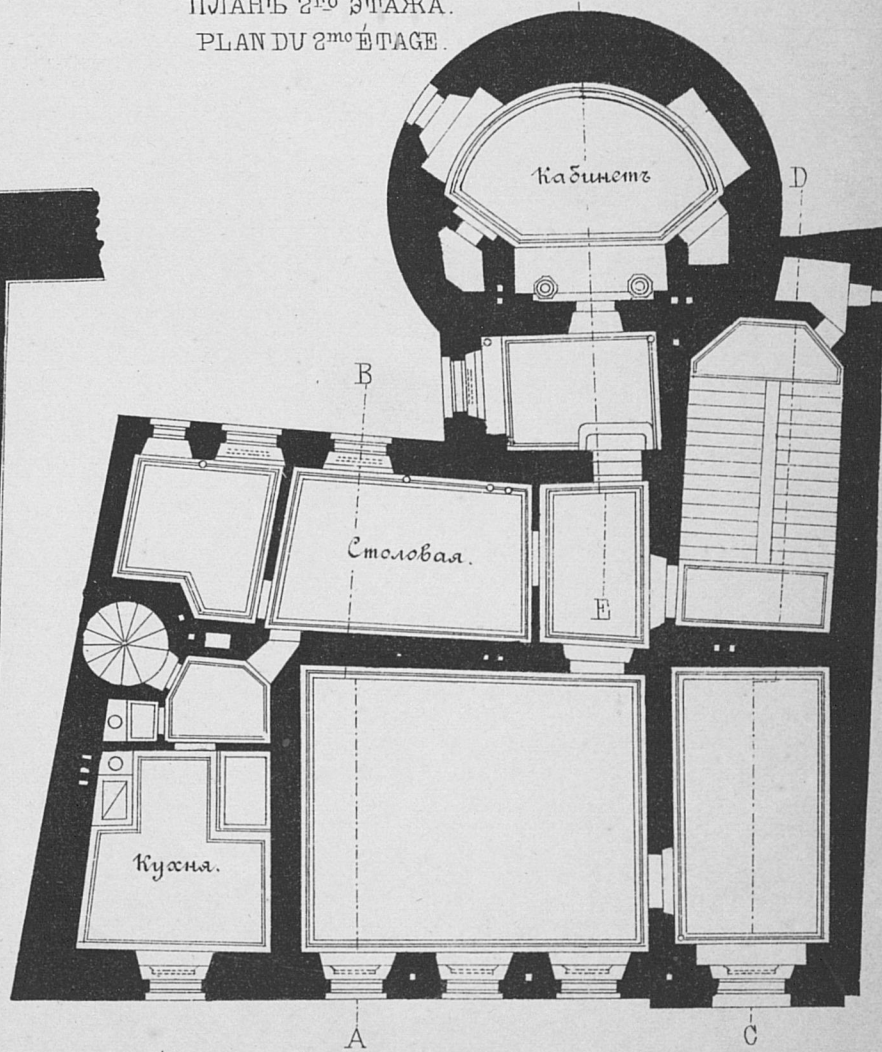 ПЛАНЪ 2го ЭТАЖА.
PLAN DU 2me ÉTAGE.
Кабинетъ
D
B
Столовая.
E
Кухня.
A
C